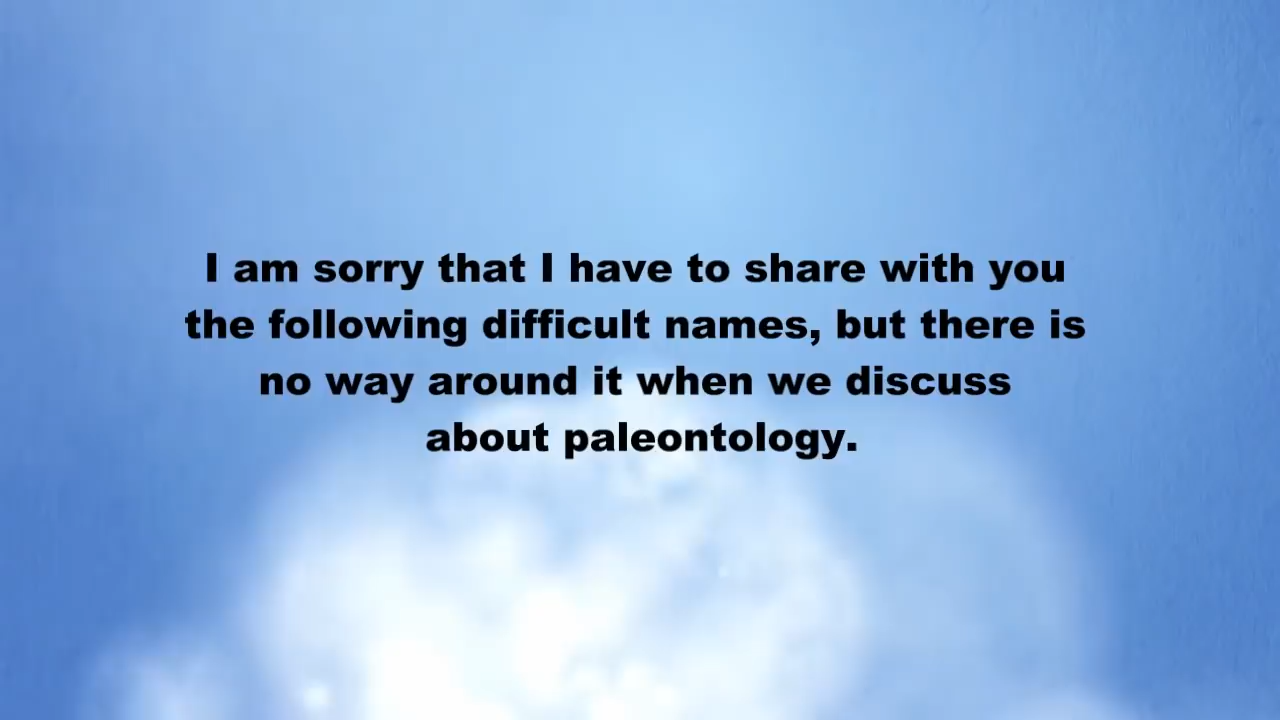 I am sorry that I have to share with you
the following difficult names, but there is
no way around it when we discuss
about paleontology.